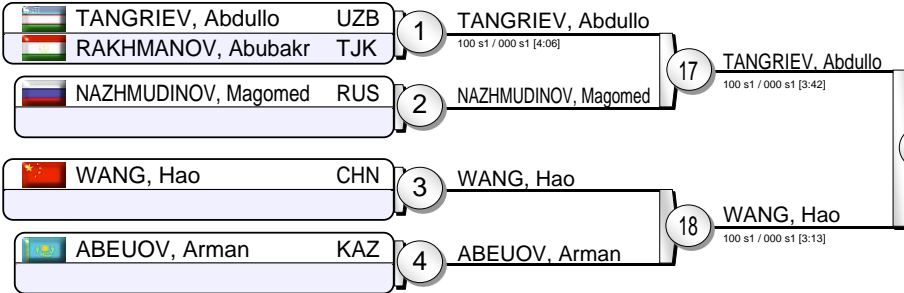 TANGRIEV, Abdullo UZB
RAKHMANOV, Abubakr TJK
1
TANGRIEV, Abdullo
100 s1 / 000 s1 [4:06]
NAZHMUDINOV, Magomed RUS
2
NAZHMUDINOV, Magomed
17
TANGRIEV, Abdullo
100 s1 / 000 s1 [3:42]
WANG, Hao CHN
3
WANG, Hao
ABEUOV, Arman KAZ
4
ABEUOV, Arman
18
WANG, Hao
100 s1 / 000 s1 [3:13]